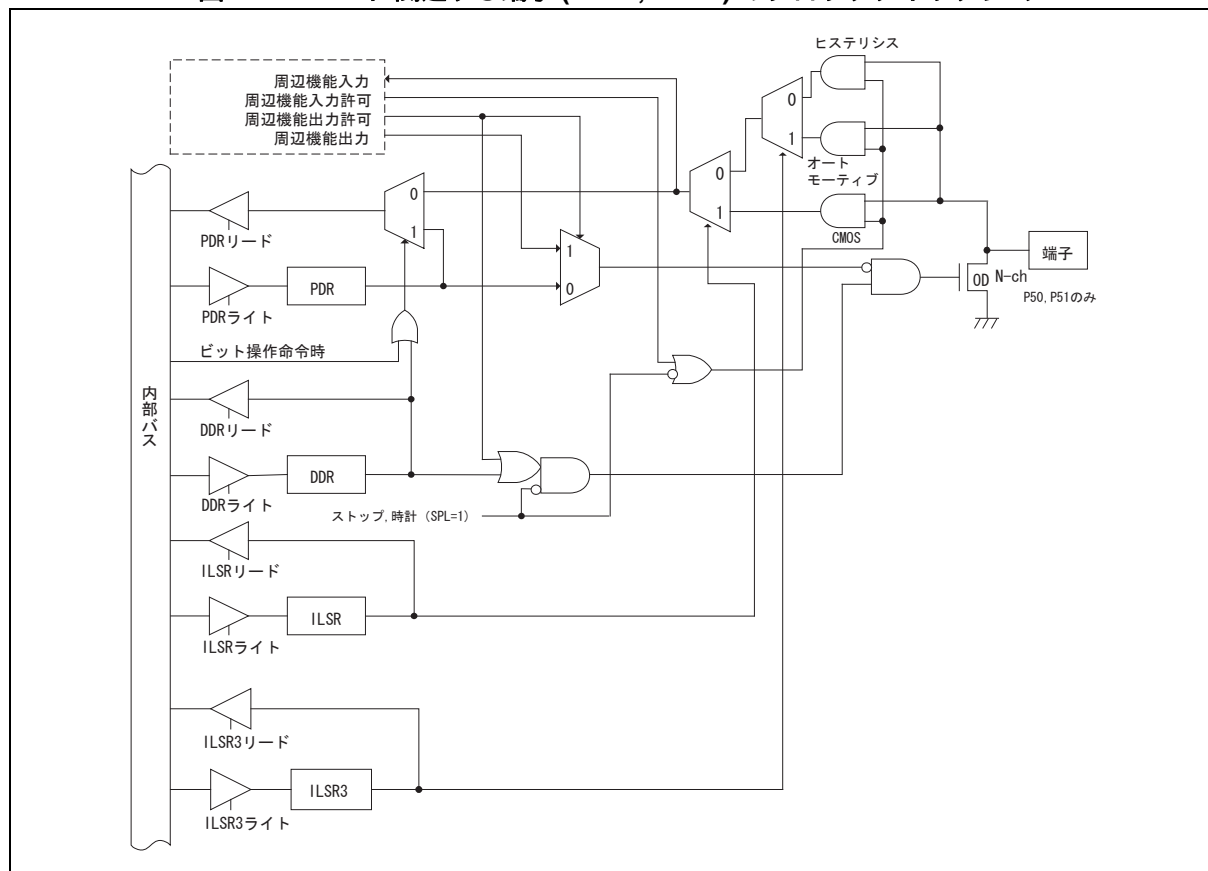 ヒステリシス
周辺機能入力
周辺機能入力許可
周辺機能出力許可
周辺機能出力
0
1
オート
モーティブ
0
1
CMOS
0
1
PDRリード
1
0
端子
OD
N-ch
P50, P51のみ
PDR
PDRライト
ビット操作命令時
内部バス
DDRリード
DDR
DDRライト
ストップ, 時計 (SPL=1)
ILSRリード
ILSR
ILSRライト
ILSR3リード
ILSR3
ILSR3ライト